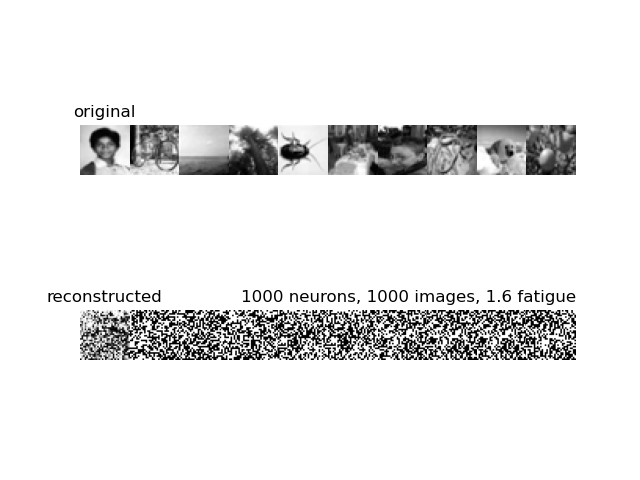 original
reconstructed
1000 neurons, 1000 images, 1.6 fatigue